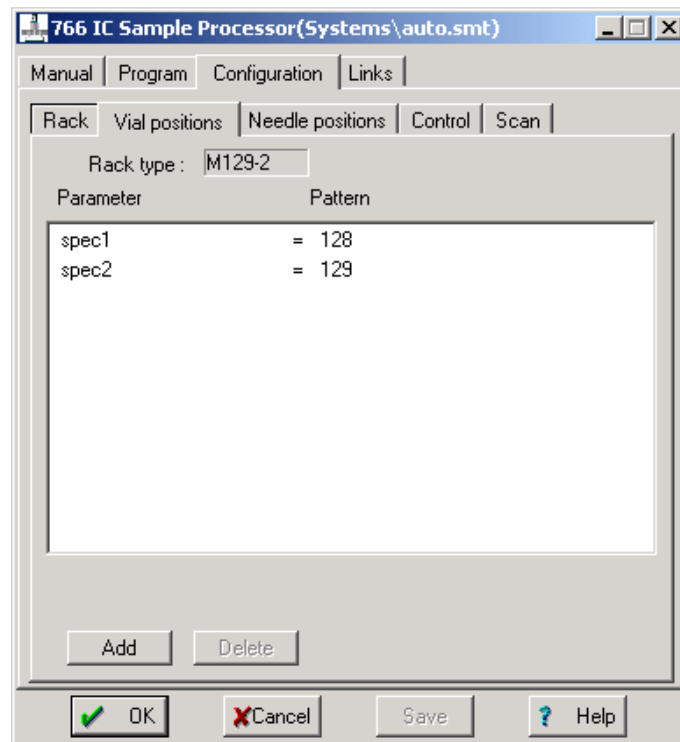 766 IC Sample Processor(Systems\auto.smt)
Manual Program Configuration Links
Rack Vial positions Needle positions Control Scan
Rack type : M129-2
Parameter Pattern
spec1 = 128
spec2 = 129
Add Delete
OK Cancel Save ? Help